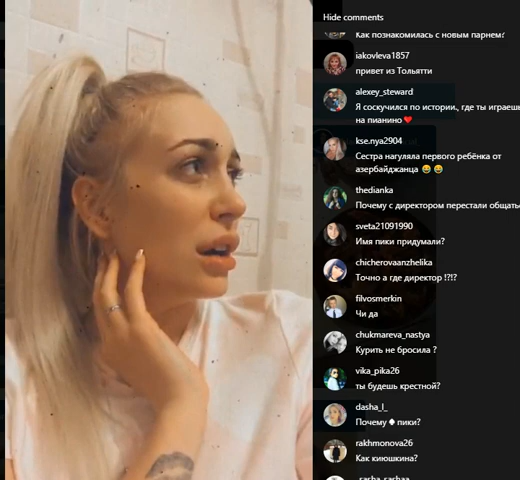 Hide comments
Как познакомилась с новым парнем?
iakovleva1857
привет из Тольятти
alexey_steward
Я соскучился по истории., где ты играешь
на пианино❤️
kse.nya2904
Сестра нагуляла первого ребёнка от
азербайджанца 😂 😂
thedianka
Почему с директором перестали общать
sveta21091990
Имя пики придумали?
chicherovaanzhelika
Точно а где директор !?!?
filvosmerkin
Чи да
chukmareva_nastya
Курить не бросила ?
vika_pika26
ты будешь крестной?
dasha_l_
Почему ♠ пики?
rakhmonova26
Как киюшкина?